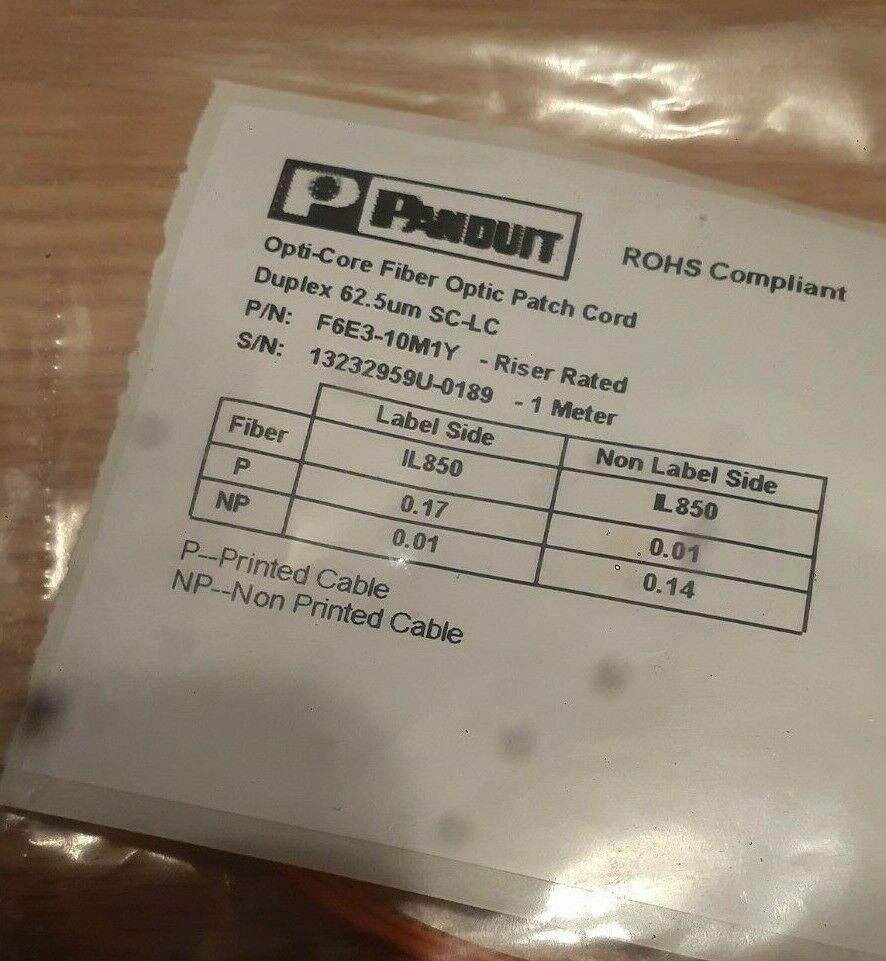 P PANDUIT
ROHS Compliant
Opti-Core Fiber Optic Patch Cord
Duplex 62.5um SC-LC
P/N: F6E3-10M1Y - Riser Rated
S/N: 13232959U-0189 - 1 Meter
Label Side Non Label Side
Fiber IL850 IL850
P 0.17 0.01
NP 0.01 0.14
P--Printed Cable
NP--Non Printed Cable